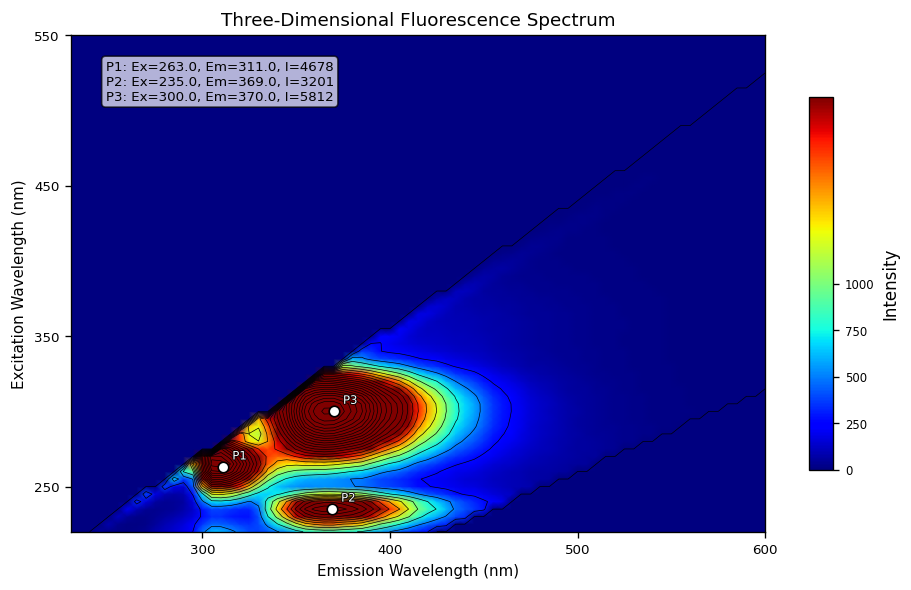 Three-Dimensional Fluorescence Spectrum
550
450
350
250
Excitation Wavelength (nm)
P1: Ex=263.0, Em=311.0, I=4678
P2: Ex=235.0, Em=369.0, I=3201
P3: Ex=300.0, Em=370.0, I=5812
P3
P1
P2
300
400
500
600
Emission Wavelength (nm)
1000
750
500
250
0
Intensity